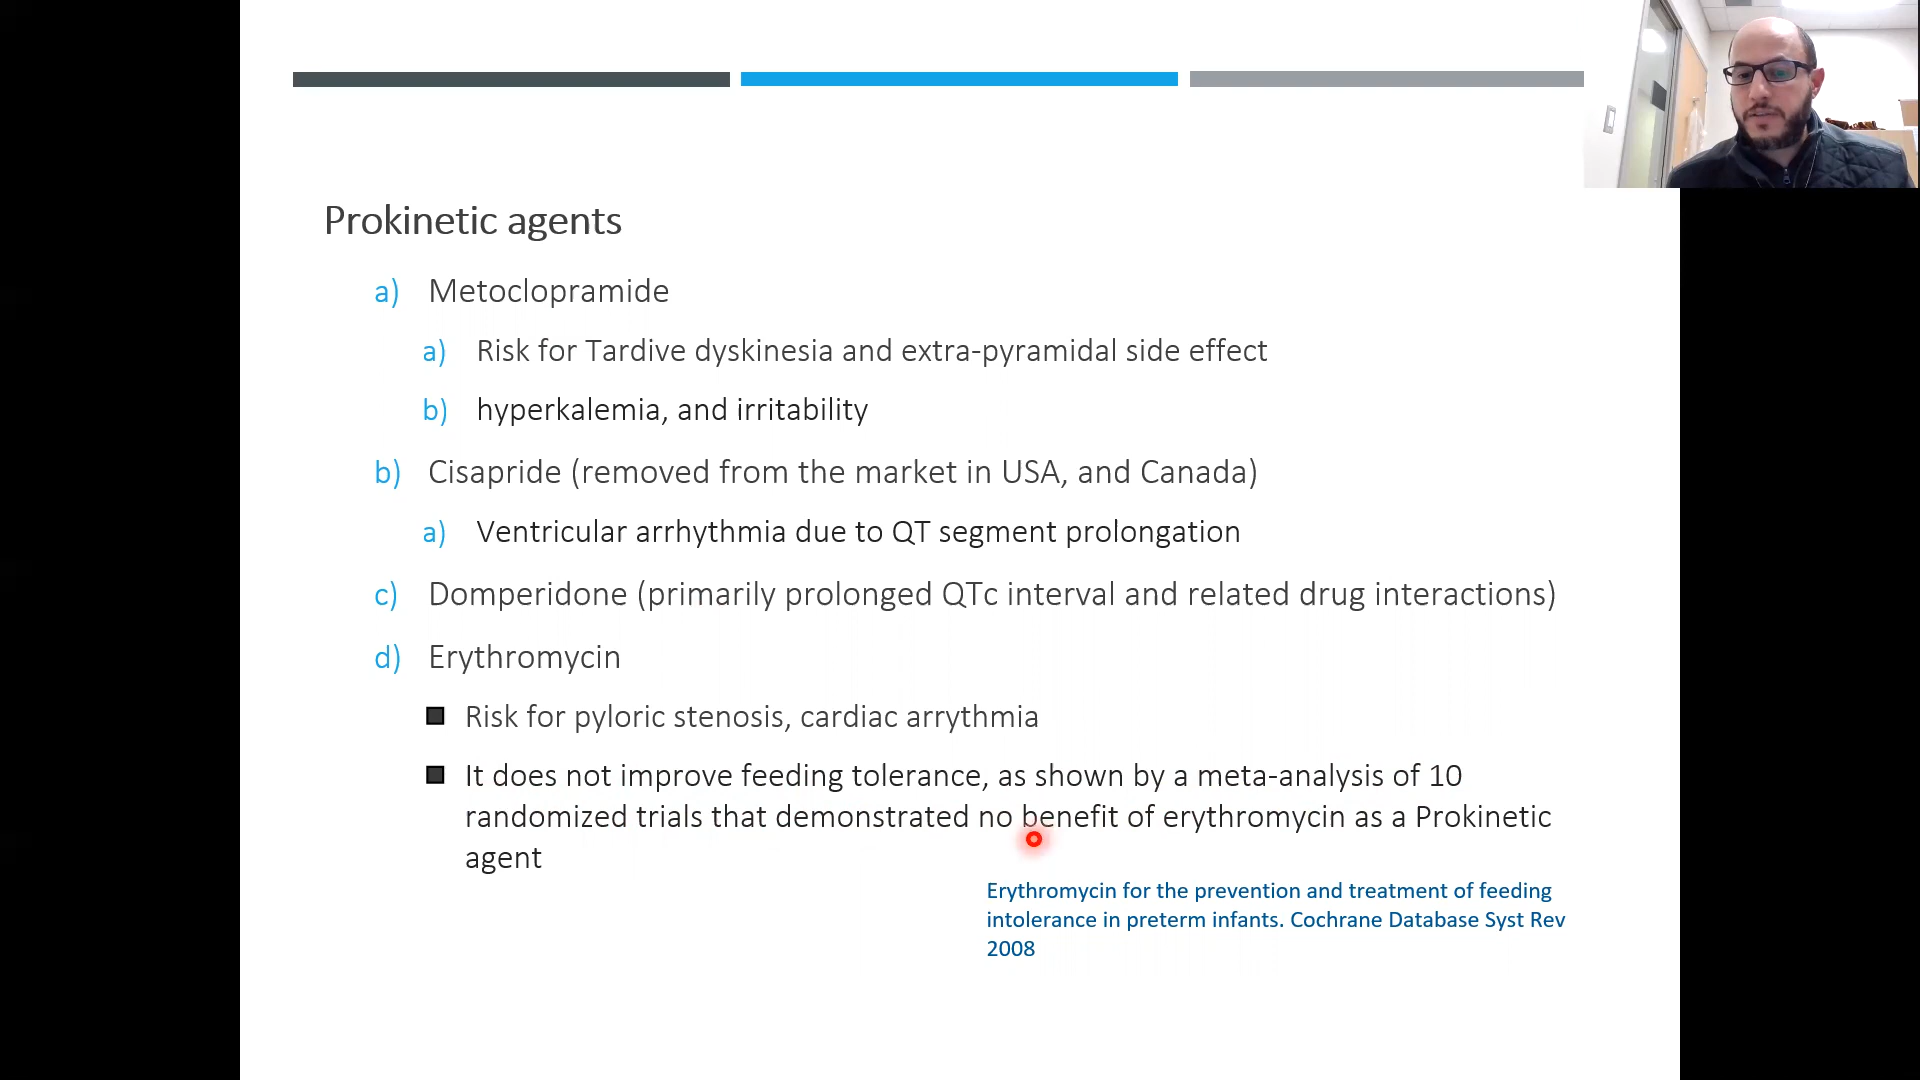 Prokinetic agents
a) Metoclopramide
a) Risk for Tardive dyskinesia and extra-pyramidal side effect
b) hyperkalemia, and irritability
b) Cisapride (removed from the market in USA, and Canada)
a) Ventricular arrhythmia due to QT segment prolongation
c) Domperidone (primarily prolonged QTc interval and related drug interactions)
d) Erythromycin
Risk for pyloric stenosis, cardiac arrythmia
It does not improve feeding tolerance, as shown by a meta-analysis of 10
randomized trials that demonstrated no benefit of erythromycin as a Prokinetic
agent
Erythromycin for the prevention and treatment of feeding
intolerance in preterm infants. Cochrane Database Syst Rev
2008